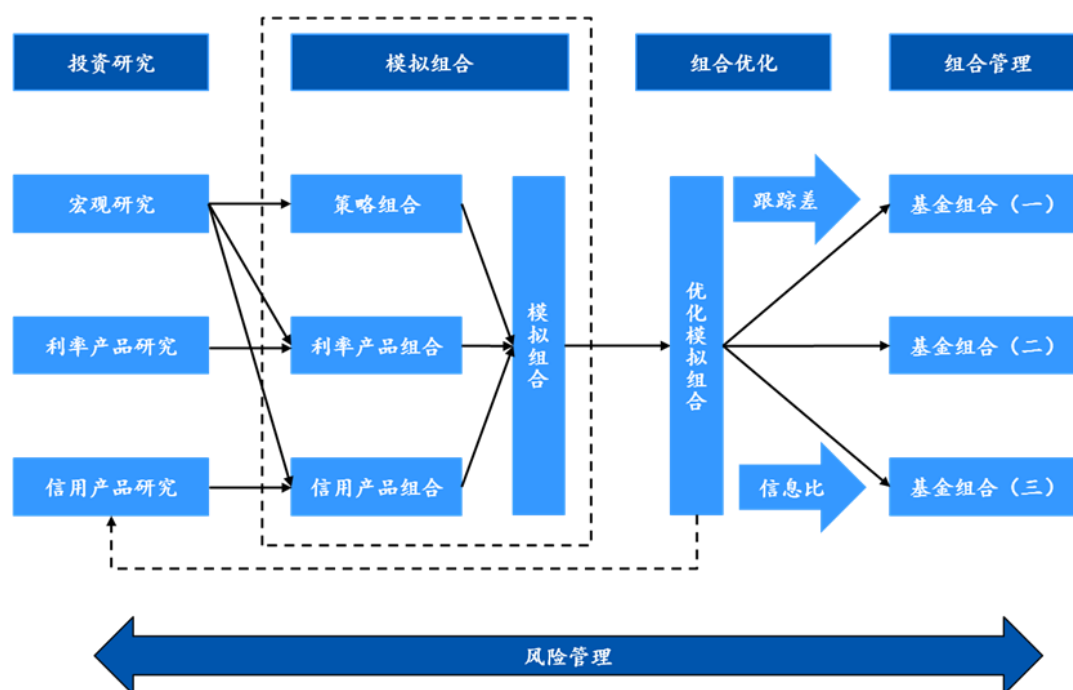 投资研究
模拟组合
组合优化
组合管理
宏观研究
策略组合
跟踪差
基金组合（一）
利率产品研究
利率产品组合
模拟组合
优化模拟组合
基金组合（二）
信用产品研究
信用产品组合
信息比
基金组合（三）
风险管理